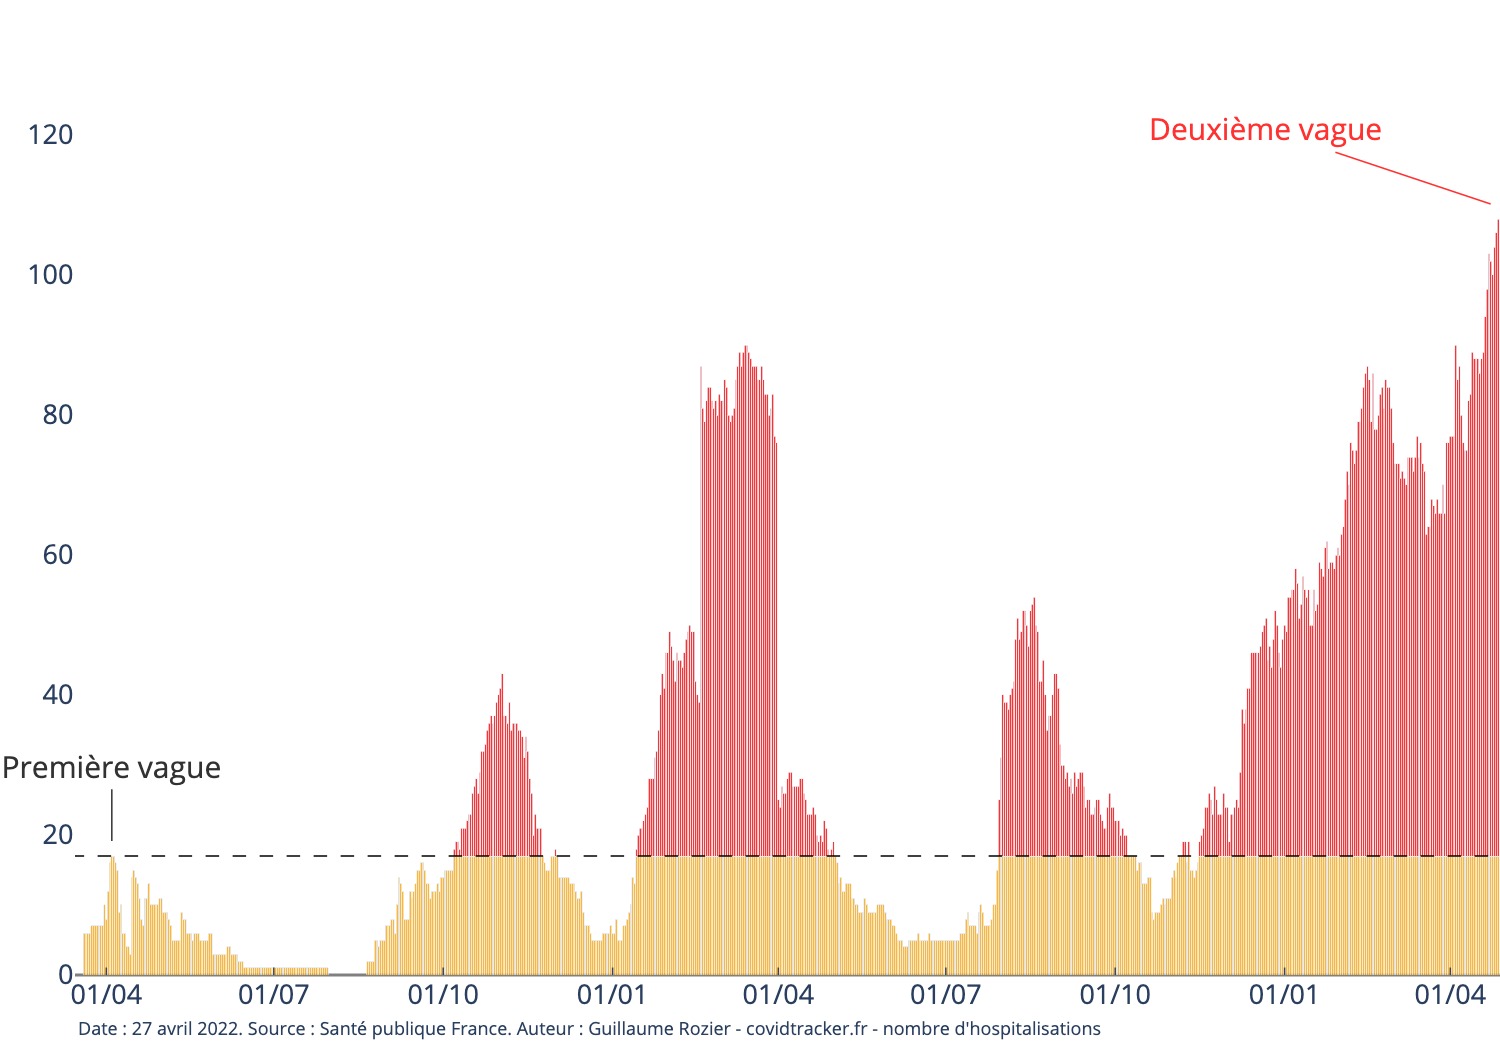 120
Deuxième vague
100
80
60
40
Première vague
20
0
01/04 01/07 01/10 01/01 01/04 01/07 01/10 01/01 01/04
Date : 27 avril 2022. Source : Santé publique France. Auteur : Guillaume Rozier - covidtracker.fr - nombre d'hospitalisations